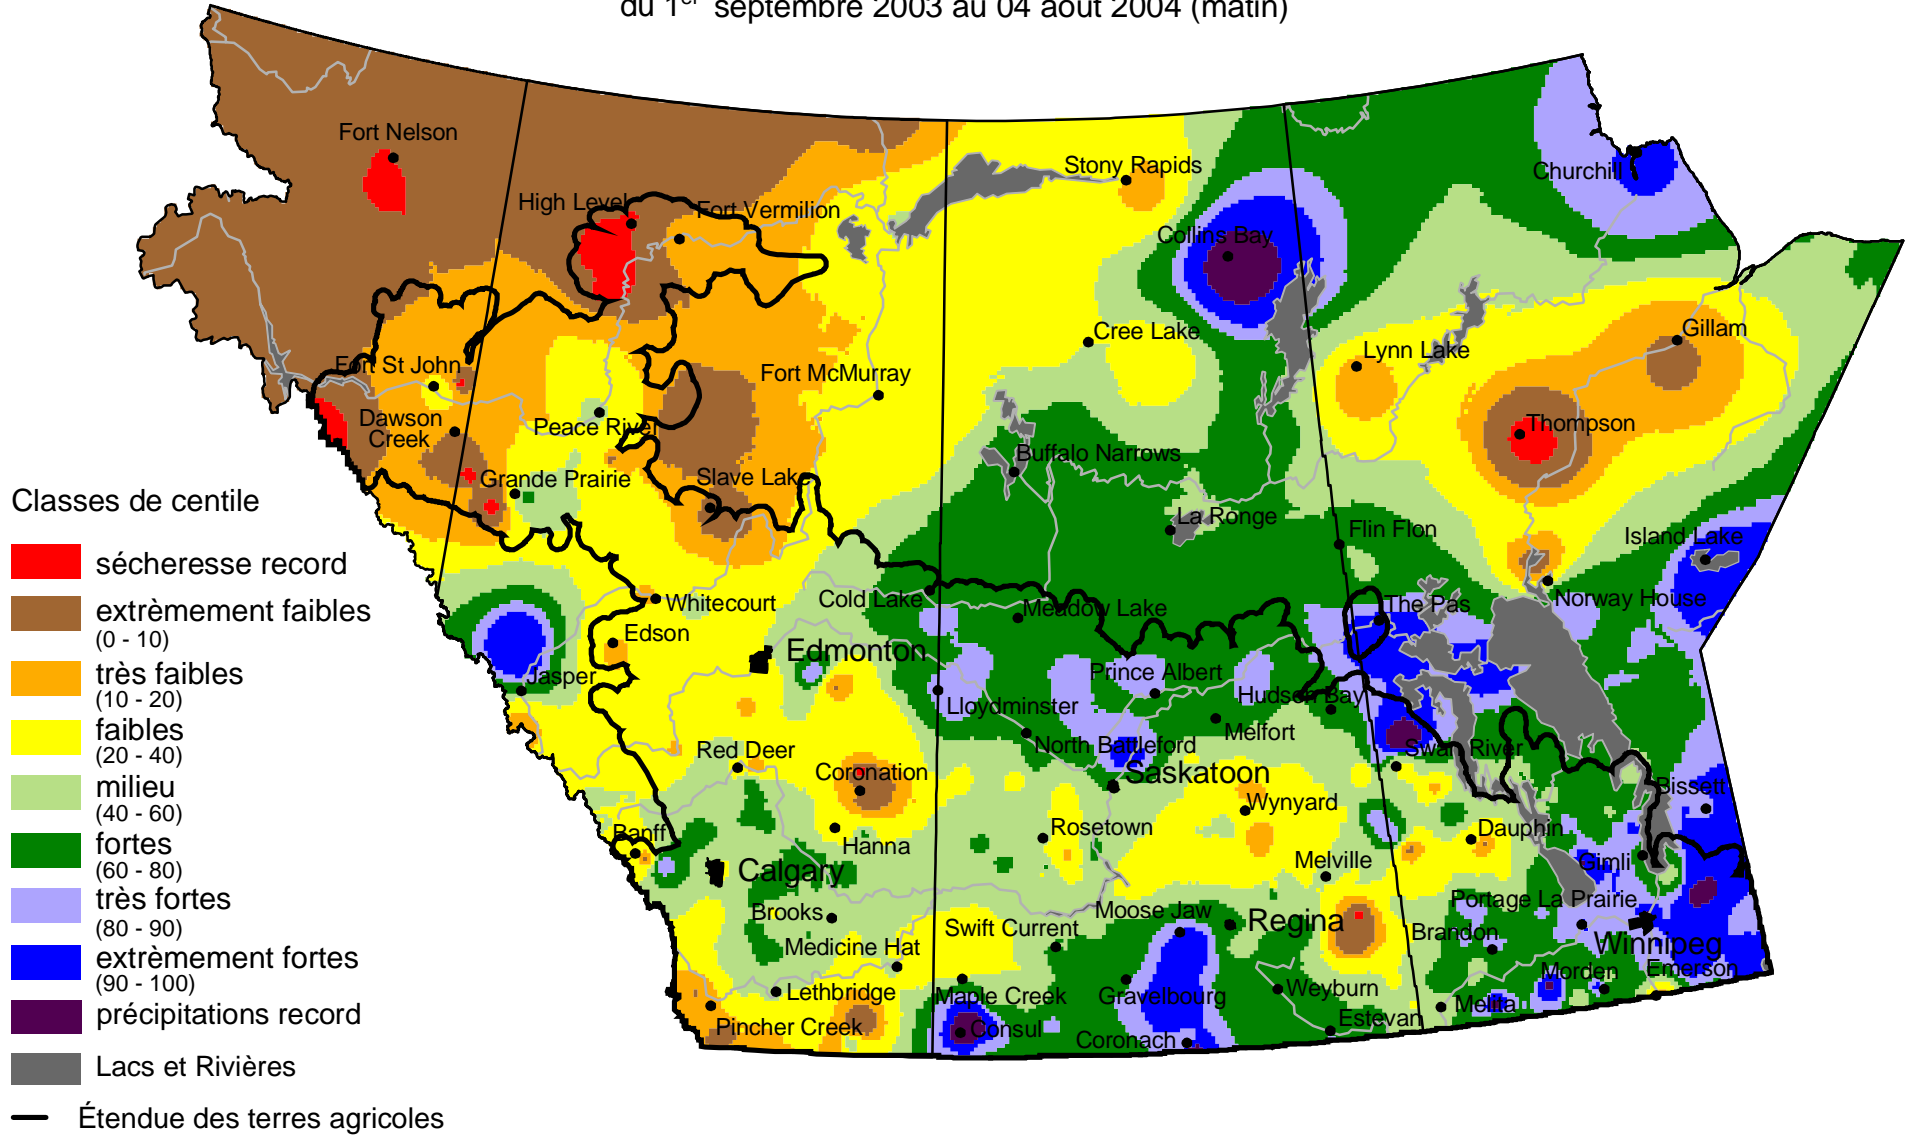 du 1er septembre 2003 au 04 août 2004 (matin)
Fort Nelson
High Level
Fort Vermilion
Stony Rapids
Churchill
Collins Bay
Fort St John
Cree Lake
Lynn Lake
Gillam
Fort McMurray
Dawson
Creek
Peace River
Thompson
Buffalo Narrows
Grande Prairie
Slave Lake
La Ronge
Flin Flon
Island Lake
Whitecourt
Cold Lake
Meadow Lake
The Pas
Norway House
Edson
Edmonton
Jasper
Prince Albert
Hudson Bay
Lloydminster
North Battleford
Melfort
Swan River
Red Deer
Coronation
Saskatoon
Bissett
Wynyard
Banff
Hanna
Rosetown
Dauphin
Calgary
Melville
Gimli
Portage La Prairie
Brooks
Swift Current
Moose Jaw
Regina
Brandon
Winnipeg
Medicine Hat
Lethbridge
Maple Creek
Gravelbourg
Weyburn
Morden
Emerson
Pincher Creek
Consul
Coronach
Estevan
Melita
Classes de centile
sécheresse record
extrèmement faibles
(0 - 10)
très faibles
(10 - 20)
faibles
(20 - 40)
milieu
(40 - 60)
fortes
(60 - 80)
très fortes
(80 - 90)
extrèmement fortes
(90 - 100)
précipitations record
Lacs et Rivières
Étendue des terres agricoles